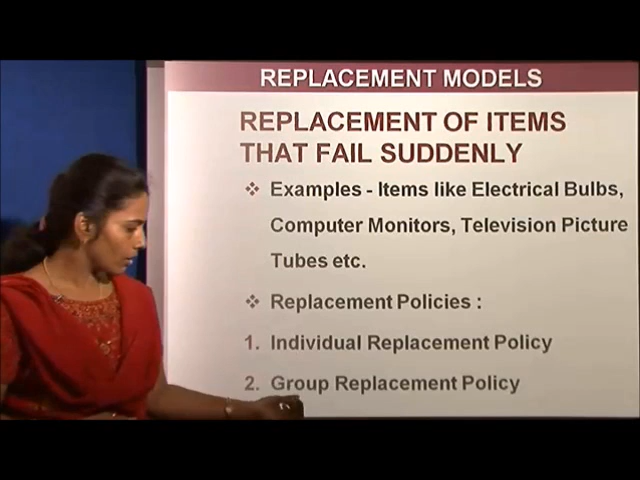 REPLACEMENT MODELS
REPLACEMENT OF ITEMS
THAT FAIL SUDDENLY
❖ Examples - Items like Electrical Bulbs,
Computer Monitors, Television Picture
Tubes etc.
❖ Replacement Policies :
1. Individual Replacement Policy
2. Group Replacement Policy